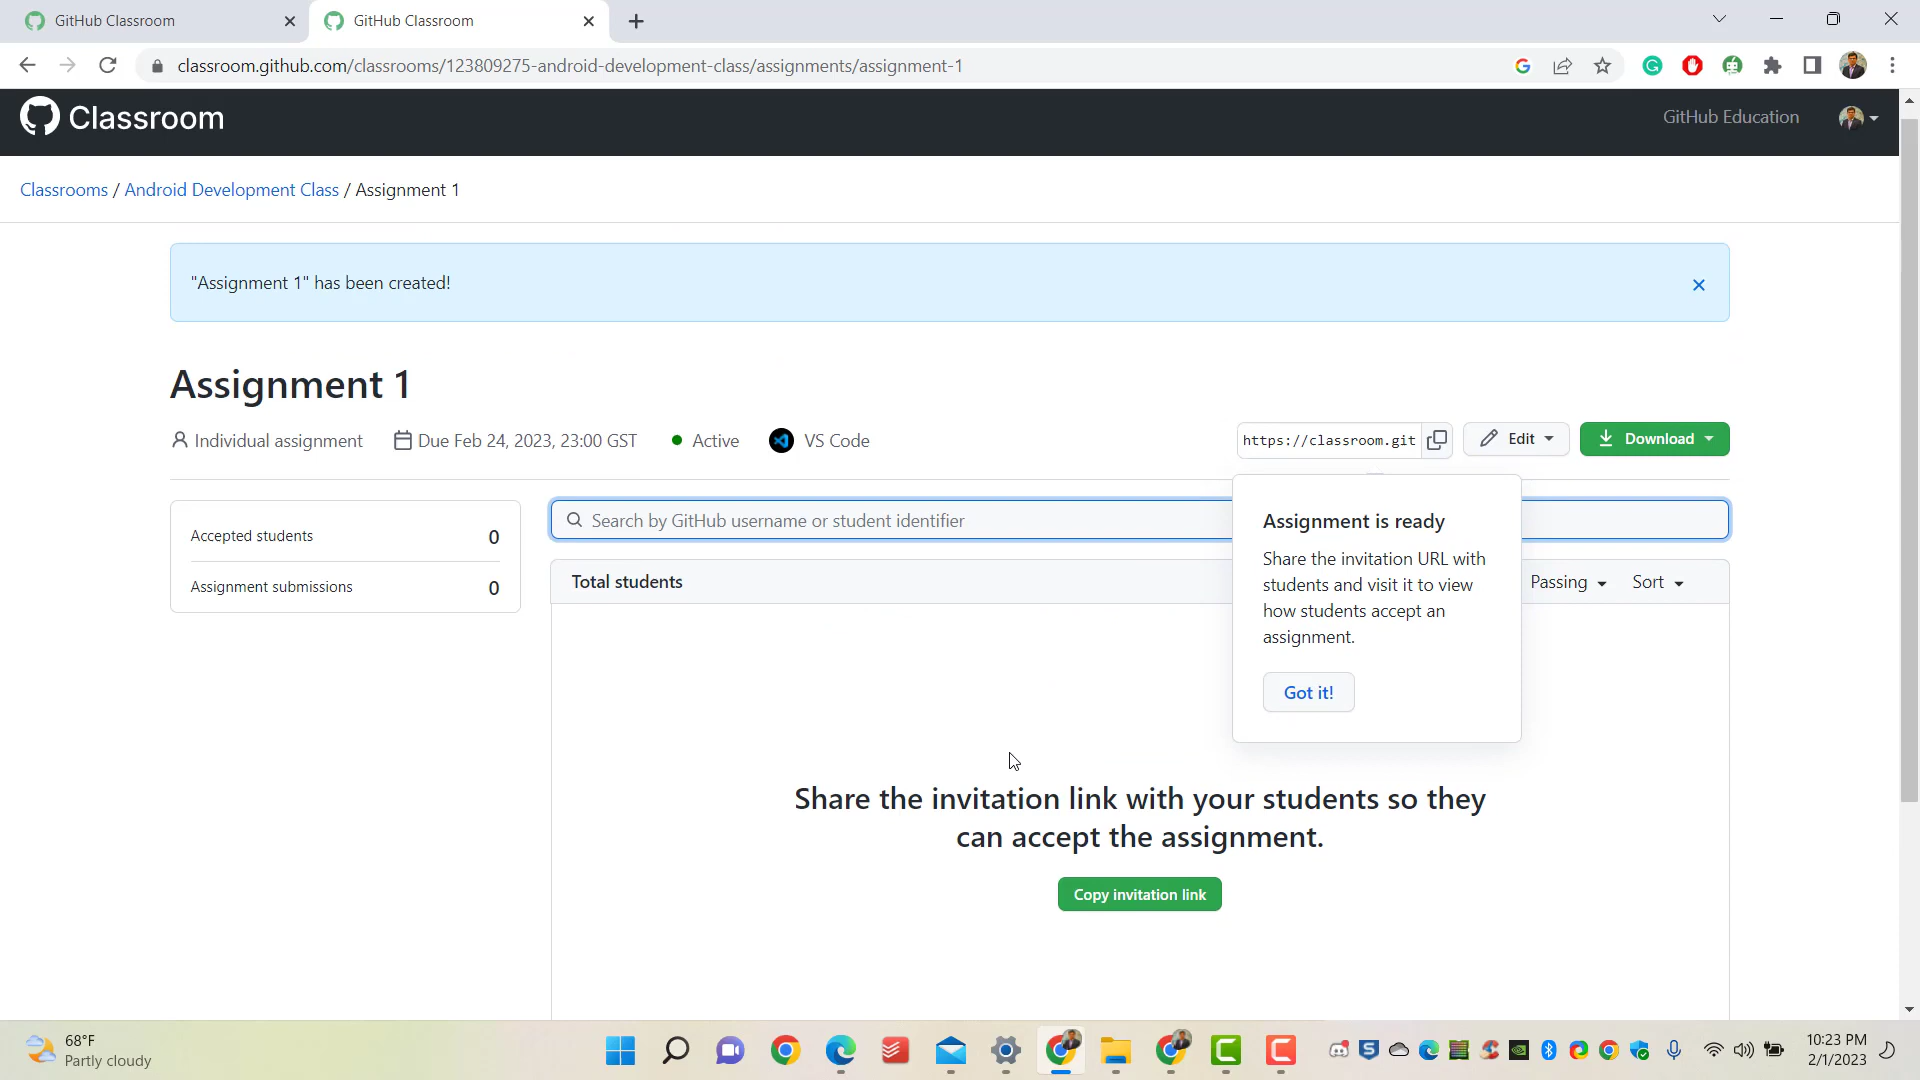 GitHub Classroom
GitHub Classroom
classroom.github.com/classrooms/123809275-android-development-class/assignments/assignment-1
Classroom
GitHub Education
Classrooms / Android Development Class / Assignment 1
"Assignment 1" has been created!
Assignment 1
Individual assignment
Due Feb 24, 2023, 23:00 GST
Active
VS Code
https://classroom.git
Edit
Download
Accepted students 0
Assignment submissions 0
Search by GitHub username or student identifier
Total students
Passing
Sort
Assignment is ready
Share the invitation URL with
students and visit it to view
how students accept an
assignment.
Got it!
Share the invitation link with your students so they
can accept the assignment.
Copy invitation link
68°F
Partly cloudy
10:23 PM
2/1/2023